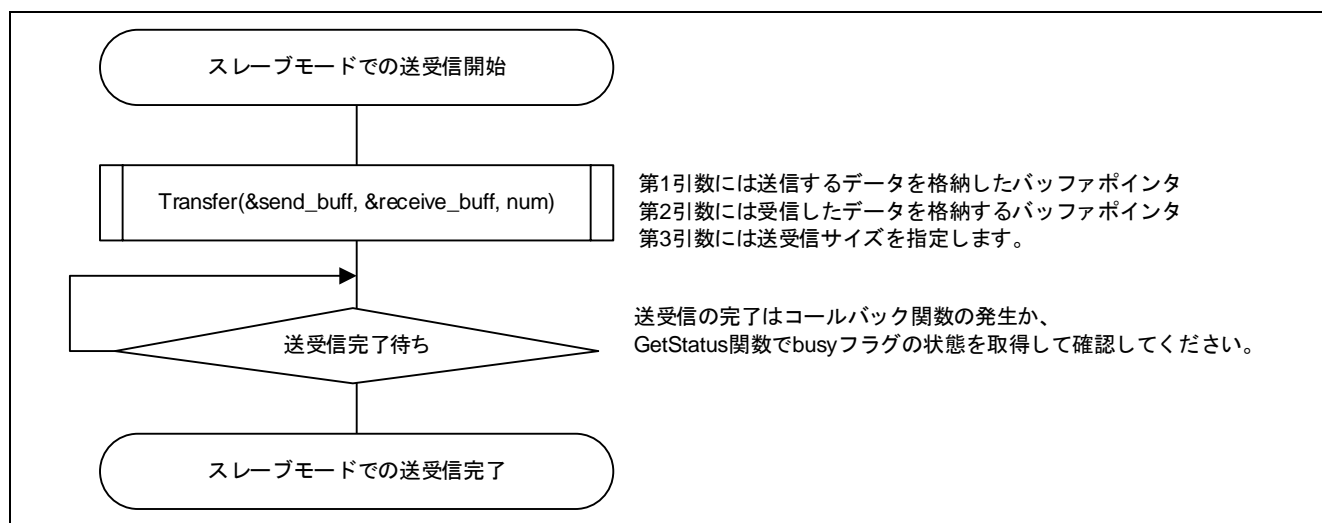 スレーブモードでの送受信開始
Transfer(&send_buff, &receive_buff, num)
第1引数には送信するデータを格納したバッファポインタ
第2引数には受信したデータを格納するバッファポインタ
第3引数には送受信サイズを指定します。
送受信完了待ち
送受信の完了はコールバック関数の発生か、
GetStatus関数でbusyフラグの状態を取得して確認してください。
スレーブモードでの送受信完了